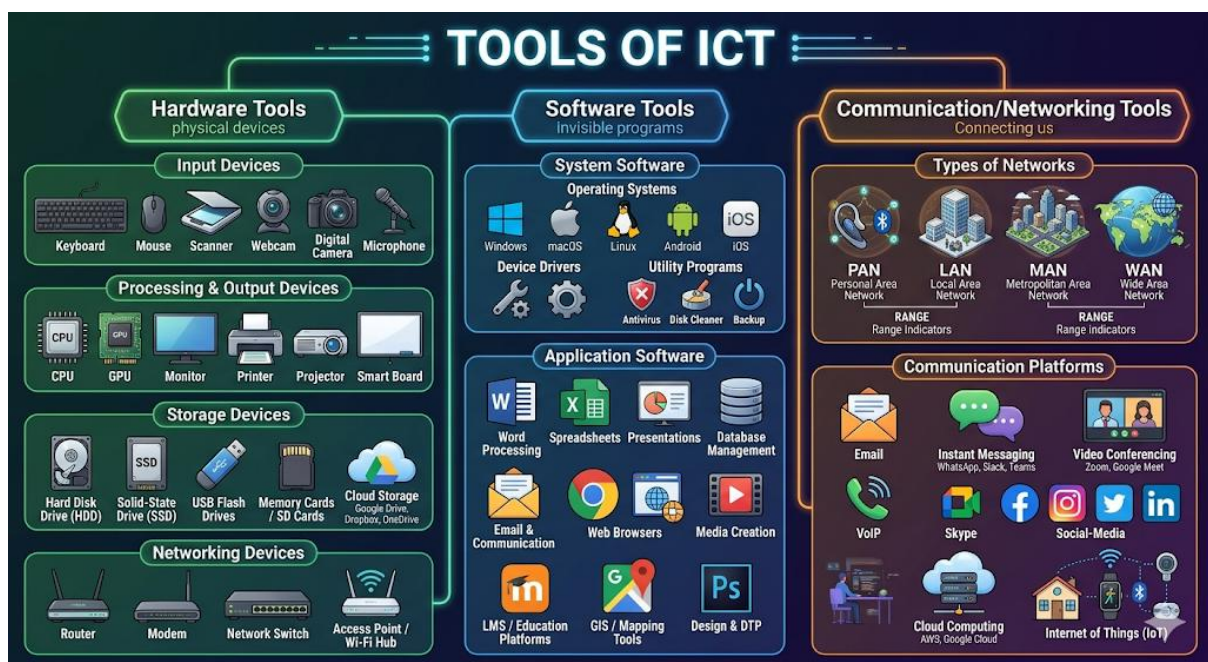 TOOLS OF ICT
Hardware Tools
physical devices
Input Devices
Keyboard
Mouse
Scanner
Webcam
Digital
Camera
Microphone
Processing & Output Devices
CPU
GPU
CPU
GPU
Monitor
Printer
Projector
Smart Board
Storage Devices
SSD
Hard Disk
Drive (HDD)
Solid-State
Drive (SSD)
USB Flash
Drives
Memory Cards
/ SD Cards
Cloud Storage
Google Drive,
Dropbox, OneDrive
Networking Devices
Router
Modem
Network Switch
Access Point /
Wi-Fi Hub
Software Tools
Invisible programs
System Software
Operating Systems
iOS
Windows
macOS
Linux
Android
iOS
Device Drivers
Utility Programs
Antivirus
Disk Cleaner
Backup
Application Software
W
X
Word
Processing
Spreadsheets
Presentations
Database
Management
Email &
Communication
Web Browsers
Media Creation
m
G
Ps
LMS / Education
Platforms
GIS / Mapping
Tools
Design & DTP
Communication/Networking Tools
Connecting us
Types of Networks
PAN
Personal Area
Network
LAN
Local Area
Network
MAN
Metropolitan Area
Network
WAN
Wide Area
Network
RANGE
Range Indicators
RANGE
Range indicators
Communication Platforms
Email
Instant Messaging
WhatsApp, Slack, Teams
Video Conferencing
Zoom, Google Meet
f
in
VoIP
Skype
Social-Media
Cloud Computing
AWS, Google Cloud
Internet of Things (IoT)